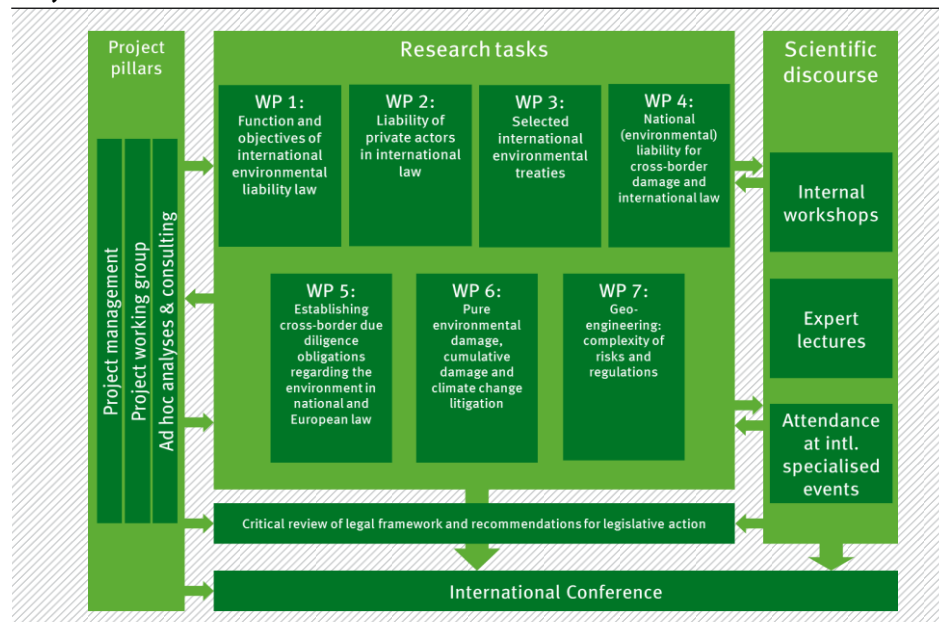 Project
pillars
Project management
Project working group
Ad hoc analyses & consulting
Research tasks
WP 1:
Function and
objectives of
international
environmental
liability law
WP 2:
Liability of
private actors
in international
law
WP 3:
Selected
international
environmental
treaties
WP 4:
National
(environmental)
liability for
cross-border
damage and
international law
WP 5:
Establishing
cross-border due
diligence
obligations
regarding the
environment in
national and
European law
WP 6:
Pure
environmental
damage,
cumulative
damage and
climate change
litigation
WP 7:
Geo-
engineering:
complexity of
risks and
regulations
Scientific
discourse
Internal
workshops
Expert
lectures
Attendance
at intl.
specialised
events
Critical review of legal framework and recommendations for legislative action
International Conference